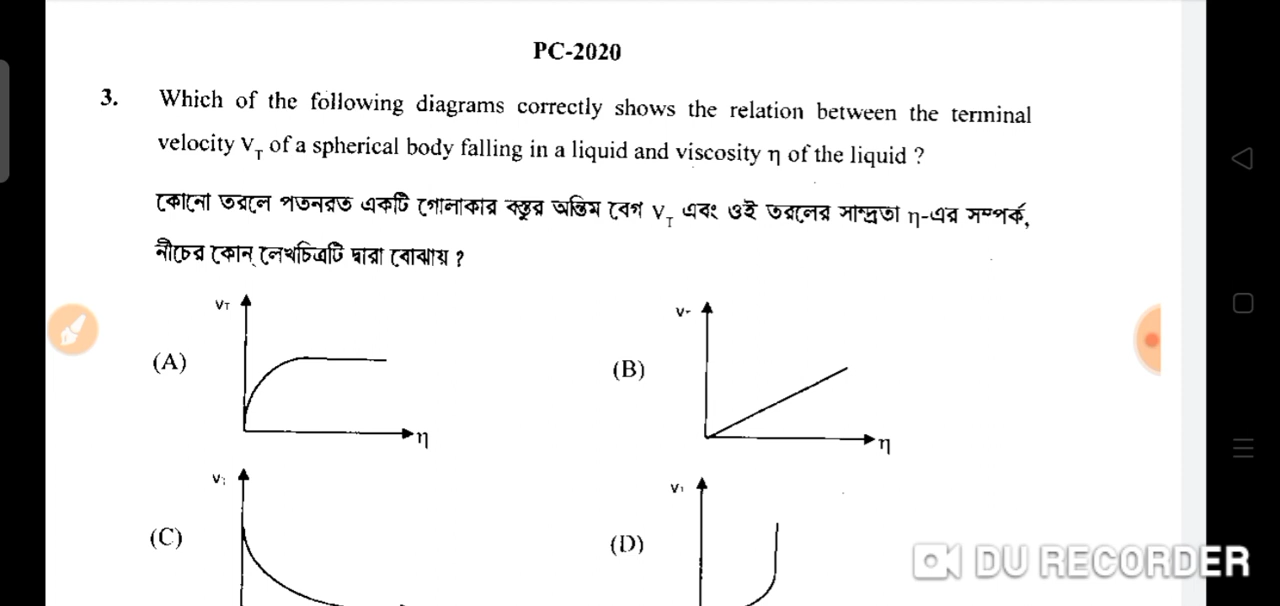 PC-2020
3. Which of the following diagrams correctly shows the relation between the terminal
velocity V_T of a spherical body falling in a liquid and viscosity η of the liquid ?
কোনো তরলে পতনরত একটি গোলাকার বস্তুর অন্তিম বেগ V_T এবং ওই তরলের সান্দ্রতা η-এর সম্পর্ক,
নীচের কোন্ লেখচিত্রটি দ্বারা বোঝায় ?
V_T
(A)
η
(B)
η
(C)
(D)
DU RECORDER